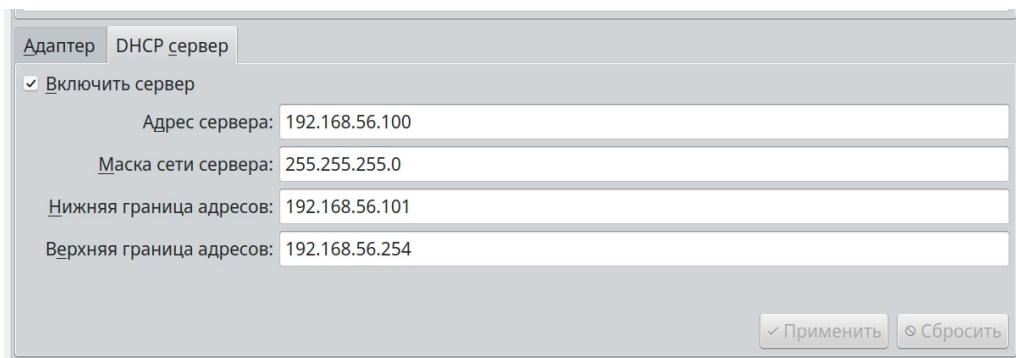 Адаптер DHCP сервер
Включить сервер
Адрес сервера: 192.168.56.100
Маска сети сервера: 255.255.255.0
Нижняя граница адресов: 192.168.56.101
Верхняя граница адресов: 192.168.56.254
Применить Сбросить